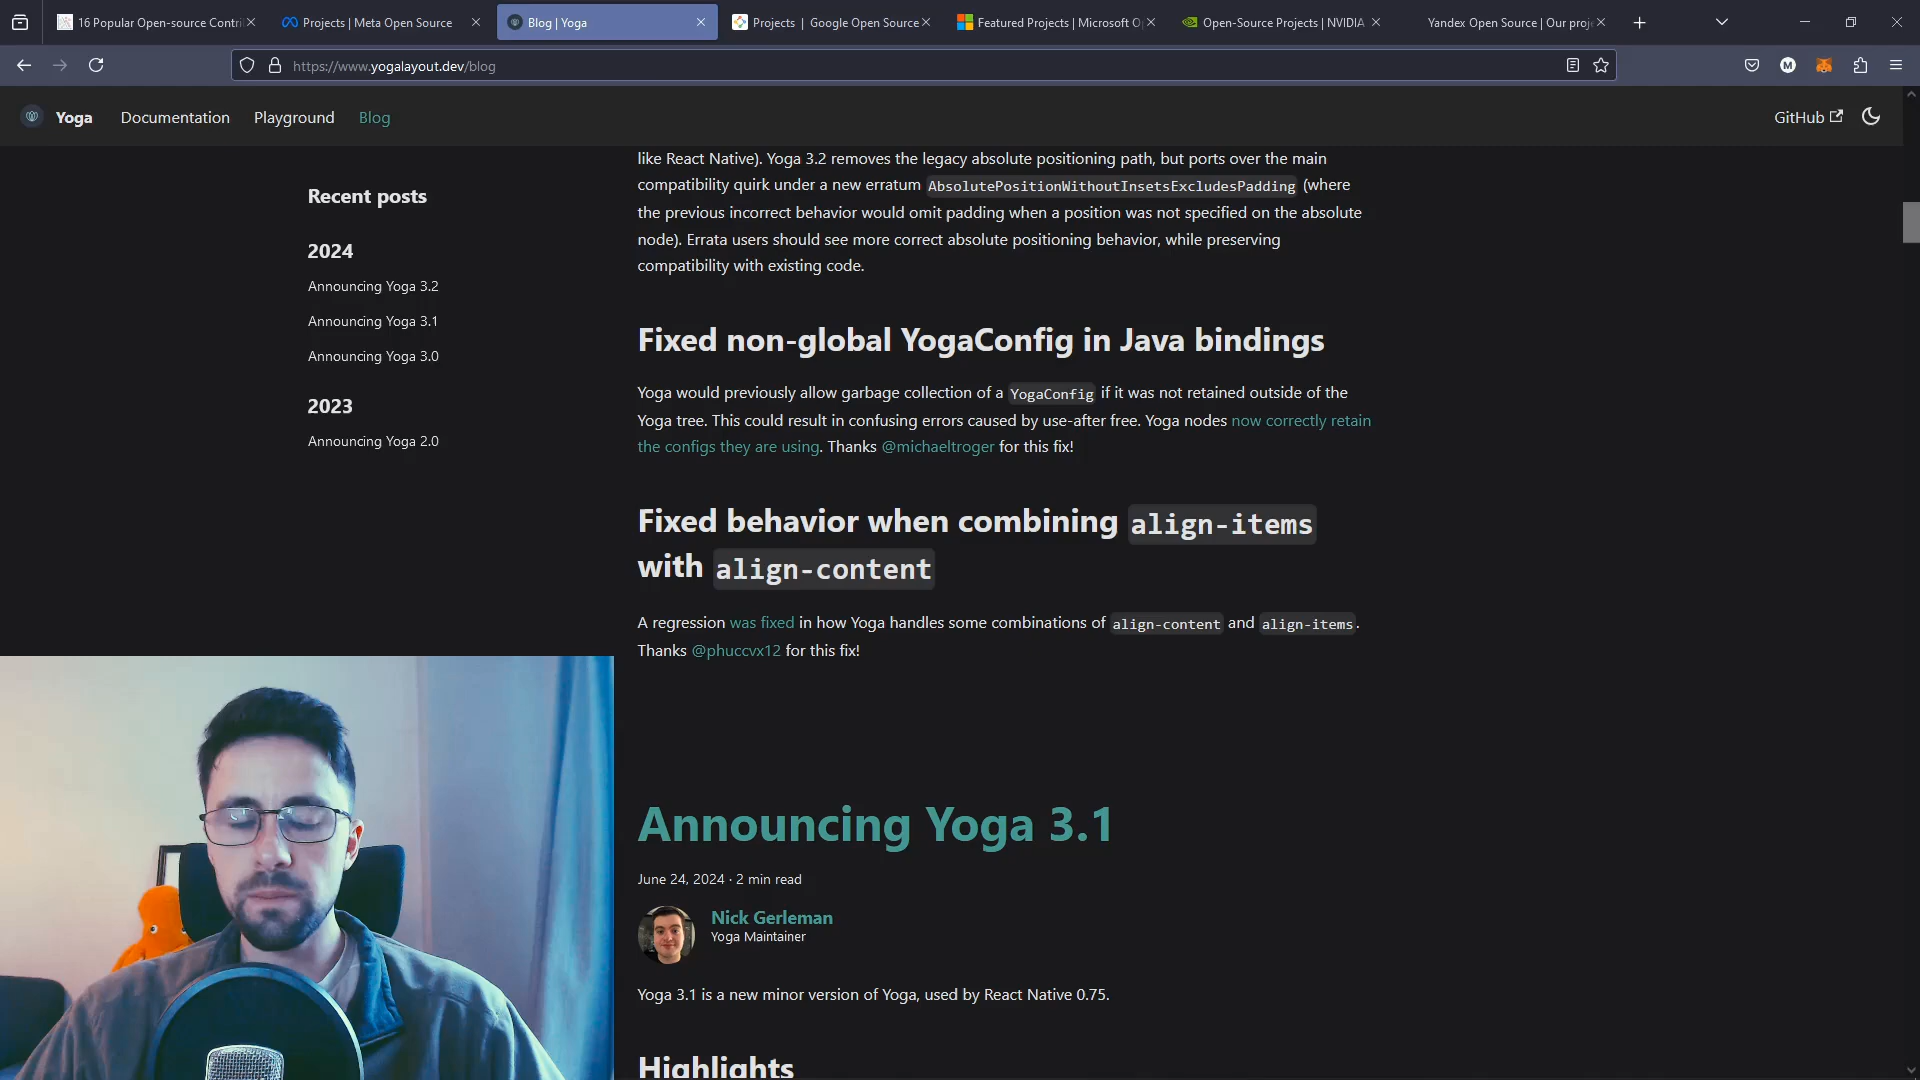 16 Popular Open-source Contri
Projects | Meta Open Source
Blog | Yoga
Projects | Google Open Source
Featured Projects | Microsoft O
Open-Source Projects | NVIDIA
Yandex Open Source | Our proj
https://www.yogalayout.dev/blog
M
Yoga
Documentation
Playground
Blog
GitHub
Recent posts
2024
Announcing Yoga 3.2
Announcing Yoga 3.1
Announcing Yoga 3.0
2023
Announcing Yoga 2.0
like React Native). Yoga 3.2 removes the legacy absolute positioning path, but ports over the main
compatibility quirk under a new erratum AbsolutePositionWithoutInsetsExcludesPadding (where
the previous incorrect behavior would omit padding when a position was not specified on the absolute
node). Errata users should see more correct absolute positioning behavior, while preserving
compatibility with existing code.
Fixed non-global YogaConfig in Java bindings
Yoga would previously allow garbage collection of a YogaConfig if it was not retained outside of the
Yoga tree. This could result in confusing errors caused by use-after free. Yoga nodes now correctly retain
the configs they are using. Thanks @michaeltroger for this fix!
Fixed behavior when combining align-items
with align-content
A regression was fixed in how Yoga handles some combinations of align-content and align-items.
Thanks @phuccvx12 for this fix!
Announcing Yoga 3.1
June 24, 2024 · 2 min read
Nick Gerleman
Yoga Maintainer
Yoga 3.1 is a new minor version of Yoga, used by React Native 0.75.
Highlights